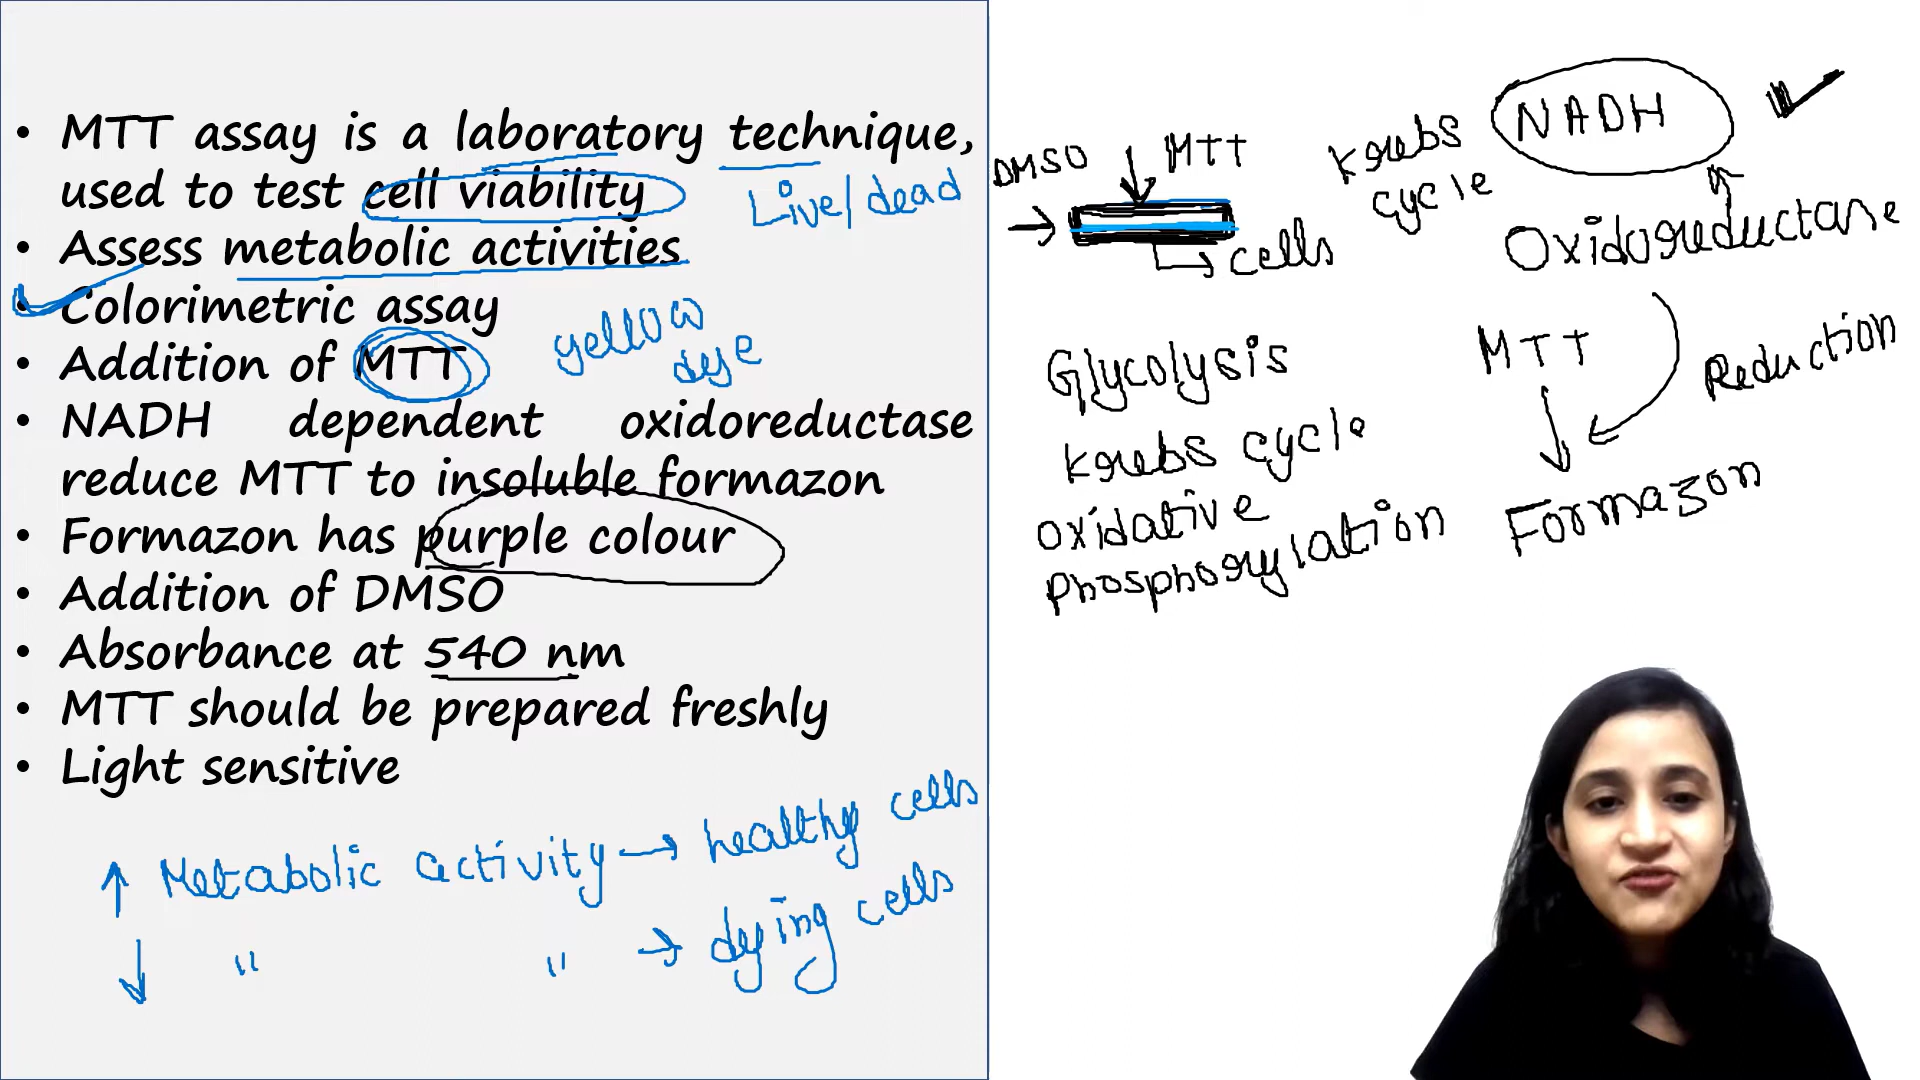 • MTT assay is a laboratory technique,
used to test cell viability
Live/dead
• Assess metabolic activities
• Colorimetric assay
• Addition of MTT
yellow
dye
• NADH dependent oxidoreductase
reduce MTT to insoluble formazon
• Formazon has purple colour
• Addition of DMSO
• Absorbance at 540 nm
• MTT should be prepared freshly
• Light sensitive
↑ Metabolic activity → healthy cells
↓ " " → dying cells
DMSO
MTT
cells
Krebs
cycle
NADH
Oxidoreductase
MTT
Reduction
Formazon
Glycolysis
Krebs cycle
oxidative
phosphorylation